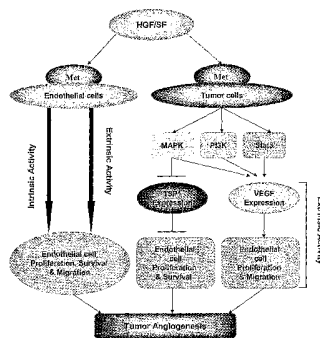 HGF/SF
Met
Endothelial cells
Met
Tumor cells
MAPK
PI3K
Stat3
Intrinsic Activity
Extrinsic Activity
TSP1
Expression
VEGF
Expression
Endothelial cell
Proliferation, Survival
& Migration
Endothelial
cell
Proliferation
& Survival
Endothelial
cell
Proliferation
& Migration
Extrinsic Activity
Tumor Angiogenesis